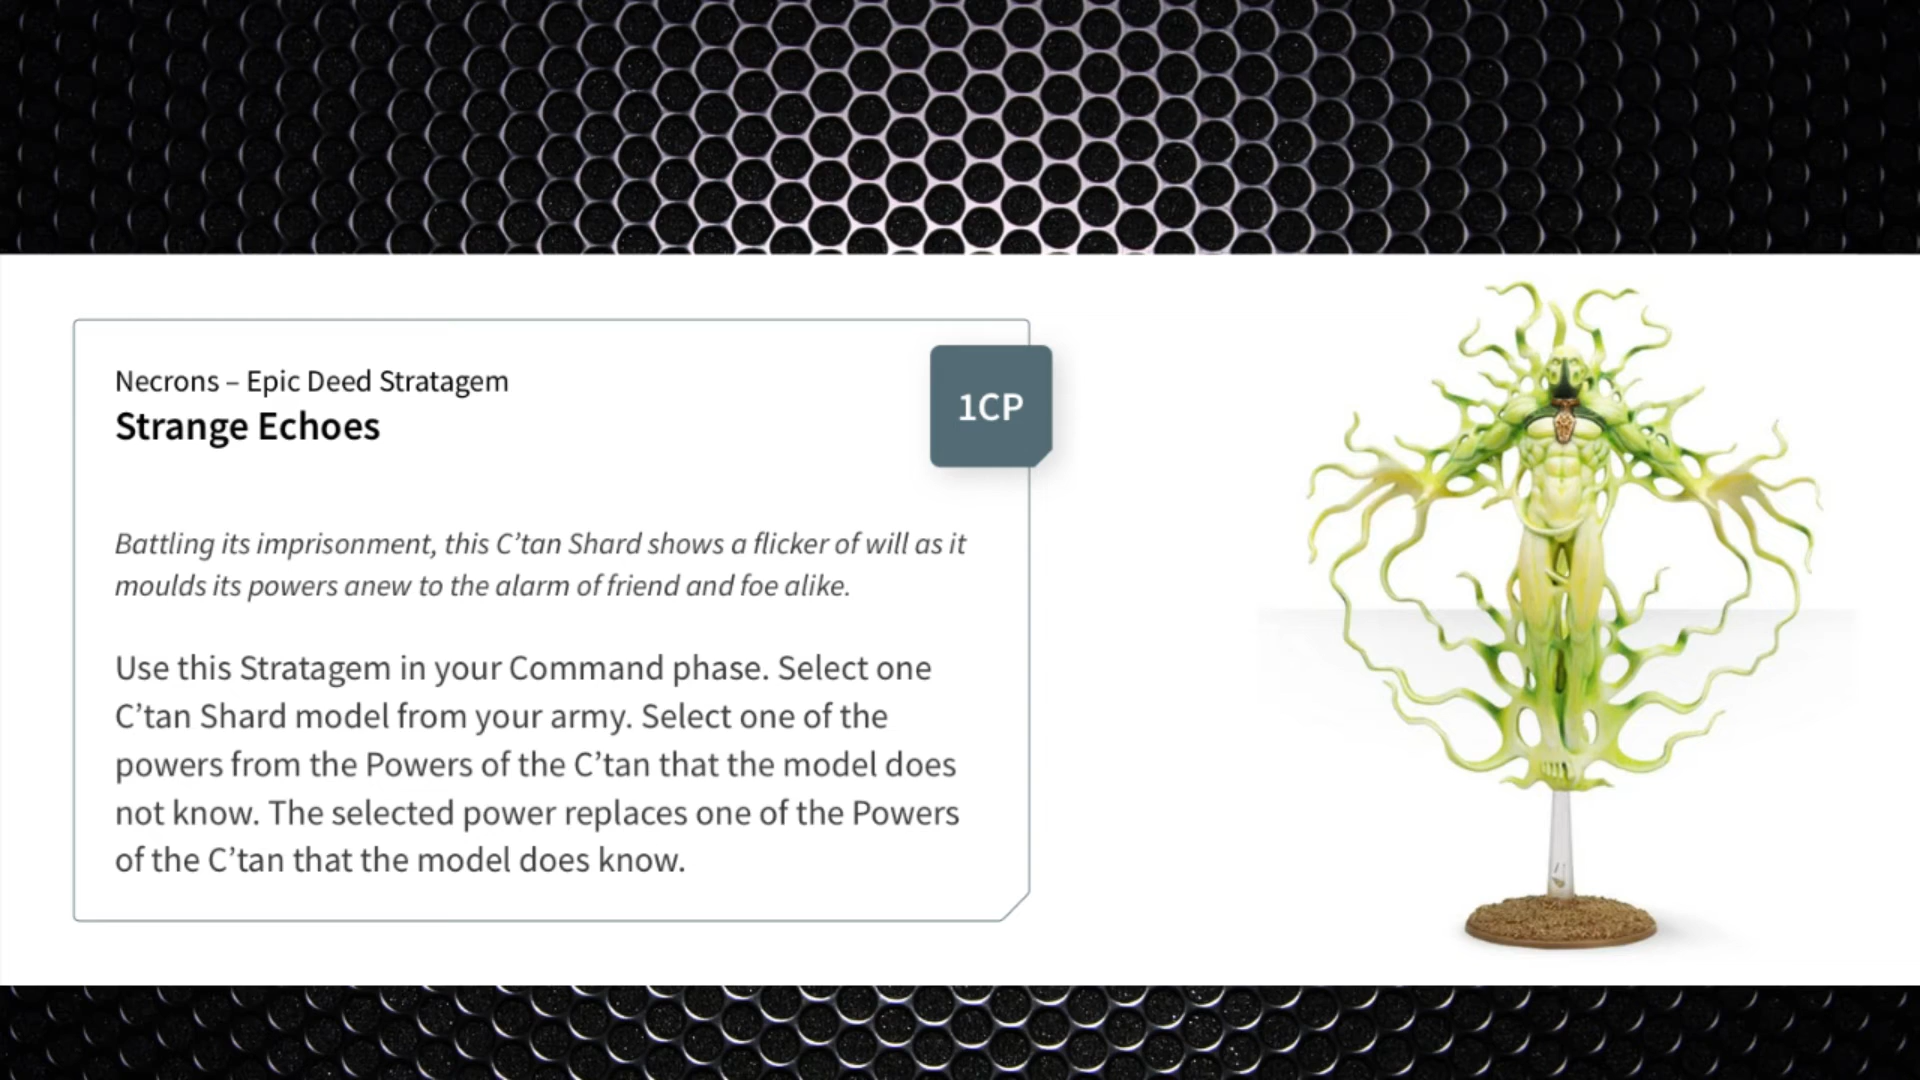 Necrons – Epic Deed Stratagem
Strange Echoes
1CP
Battling its imprisonment, this C’tan Shard shows a flicker of will as it
moulds its powers anew to the alarm of friend and foe alike.
Use this Stratagem in your Command phase. Select one
C’tan Shard model from your army. Select one of the
powers from the Powers of the C’tan that the model does
not know. The selected power replaces one of the Powers
of the C’tan that the model does know.